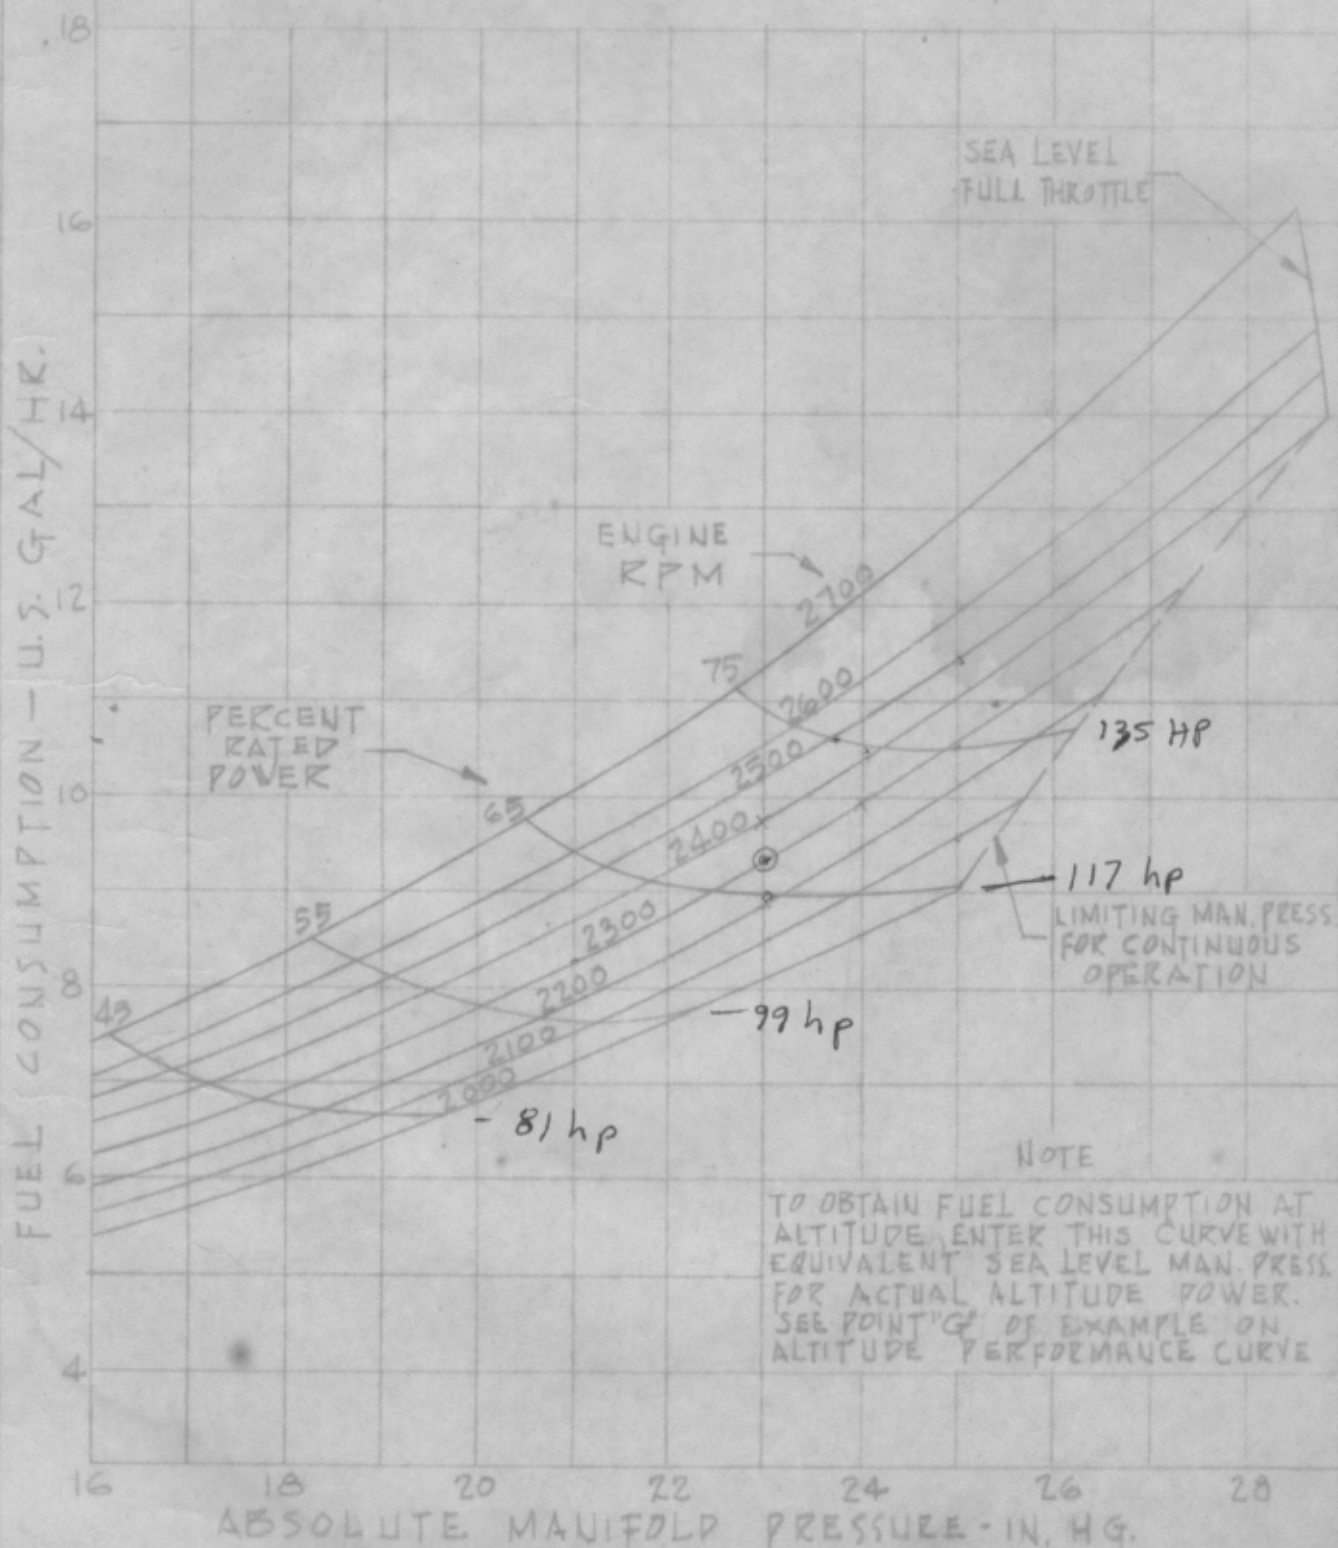 .18
SEA LEVEL
FULL THROTTLE
16
14
ENGINE
RPM
12
2700
75
2600
PERCENT
RATED
POWER
135 HP
2500
10
65
2400
117 hp
LIMITING MAN. PRESS
FOR CONTINUOUS
OPERATION
55
2300
8
2200
49
99 hp
2100
2000
81 hp
6
NOTE
TO OBTAIN FUEL CONSUMPTION AT
ALTITUDE, ENTER THIS CURVE WITH
EQUIVALENT SEA LEVEL MAN. PRESS.
FOR ACTUAL ALTITUDE POWER.
SEE POINT "G" OF EXAMPLE ON
ALTITUDE PERFORMANCE CURVE
4
FUEL CONSUMPTION - U.S. GAL/HR.
16 18 20 22 24 26 28
ABSOLUTE MANIFOLD PRESSURE - IN. HG.